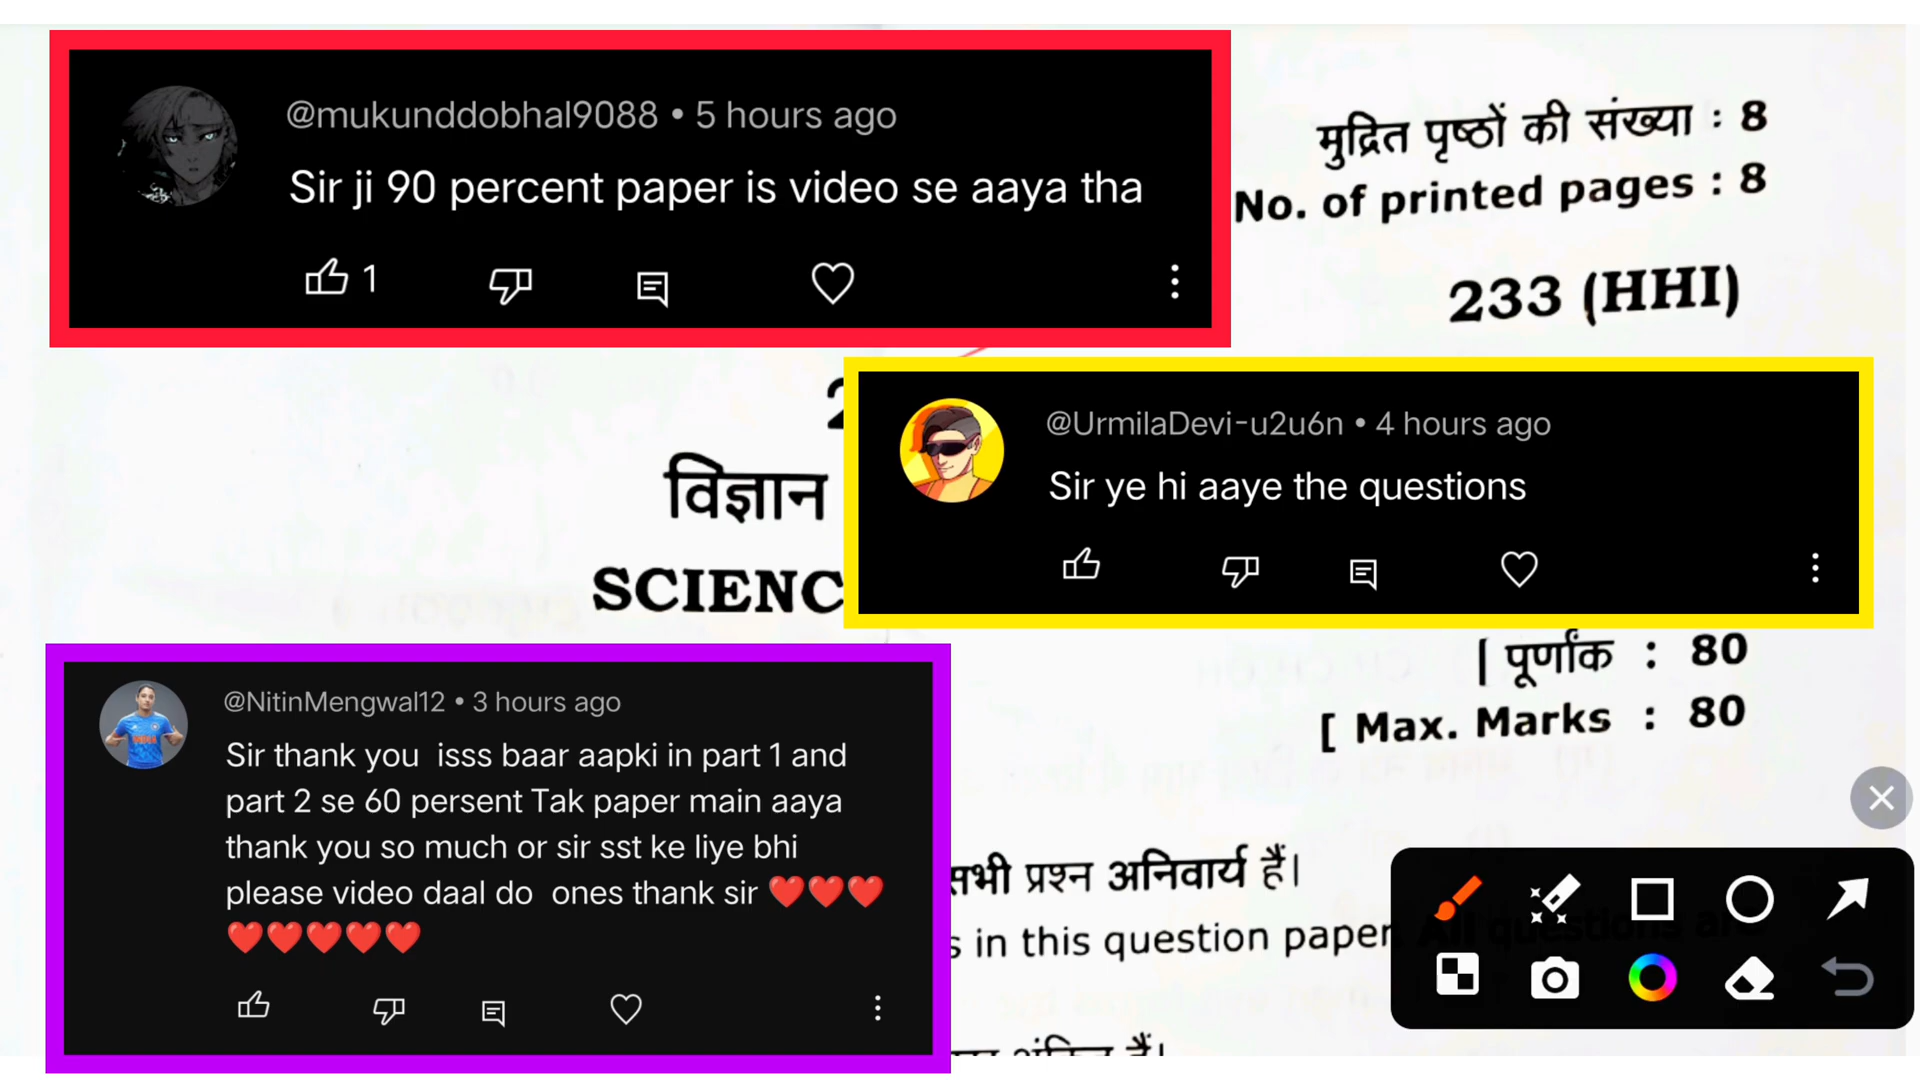 @mukunddobhal9088 • 5 hours ago
Sir ji 90 percent paper is video se aaya tha
1
मुद्रित पृष्ठों की संख्या : 8
No. of printed pages : 8
233 (HHI)
@UrmilaDevi-u2u6n • 4 hours ago
Sir ye hi aaye the questions
विज्ञान
SCIENC
[ पूर्णांक : 80
[ Max. Marks : 80
@NitinMengwal12 • 3 hours ago
Sir thank you isss baar aapki in part 1 and
part 2 se 60 persent Tak paper main aaya
thank you so much or sir sst ke liye bhi
please video daal do ones thank sir ❤️❤️❤️
❤️❤️❤️❤️❤️
सभी प्रश्न अनिवार्य हैं।
s in this question paper. All questions are
अंकित हैं।